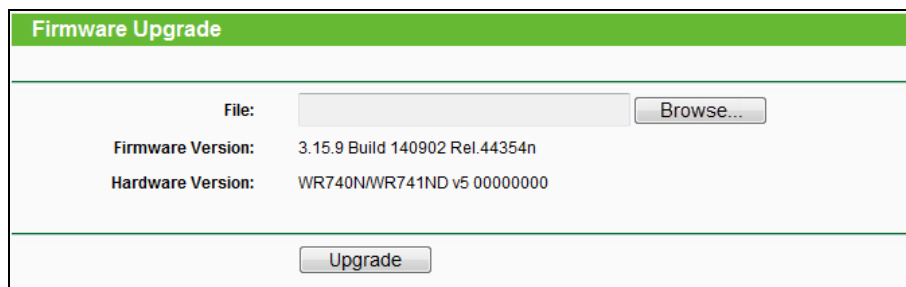 Firmware Upgrade
File: Browse...
Firmware Version: 3.15.9 Build 140902 Rel.44354n
Hardware Version: WR740N/WR741ND v5 00000000
Upgrade